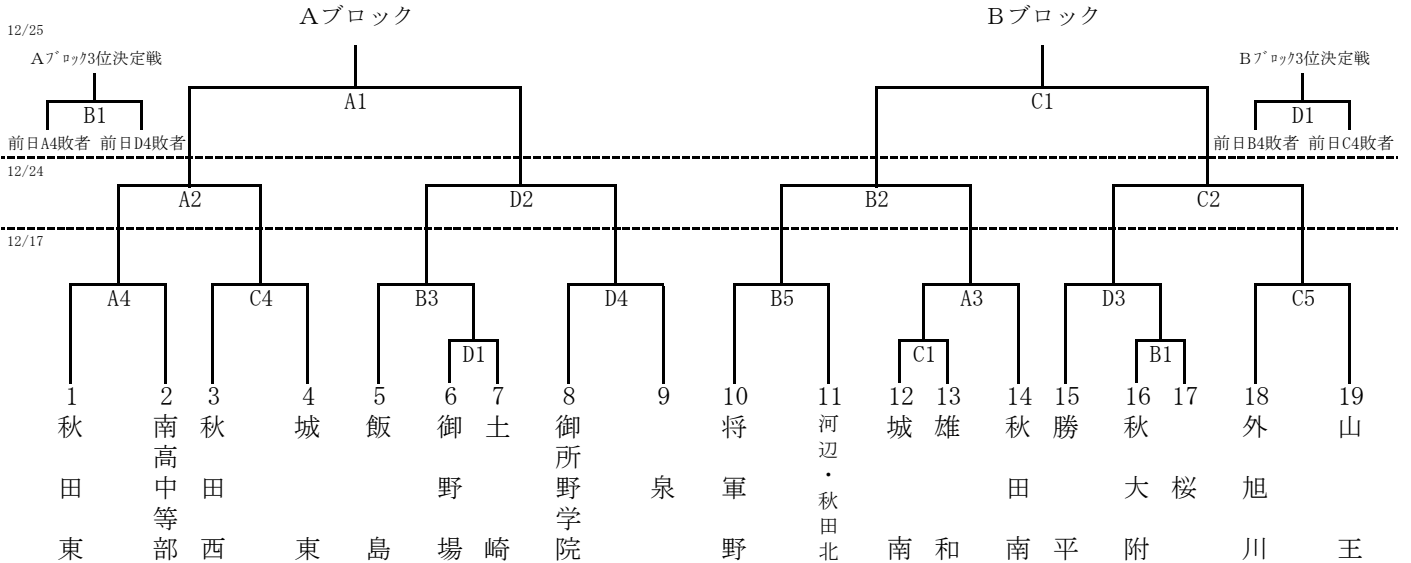 Aブロック Bブロック
12/25
Aブロック3位決定戦 Bブロック3位決定戦
A1 C1
B1 D1
前日A4敗者 前日D4敗者 前日B4敗者 前日C4敗者
12/24
A2 D2 B2 C2
12/17
A4 C4 B3 D4 B5 A3 D3 C5
D1 C1 B1
1 2 3 4 5 6 7 8 9 10 11 12 13 14 15 16 17 18 19
秋田東
南高中等部
秋田西
城東
飯島
御野場
土崎
御所野学院
泉
将軍野
河辺・秋田北
城南
雄和
秋田南
勝平
秋大附
桜
外旭川
山王